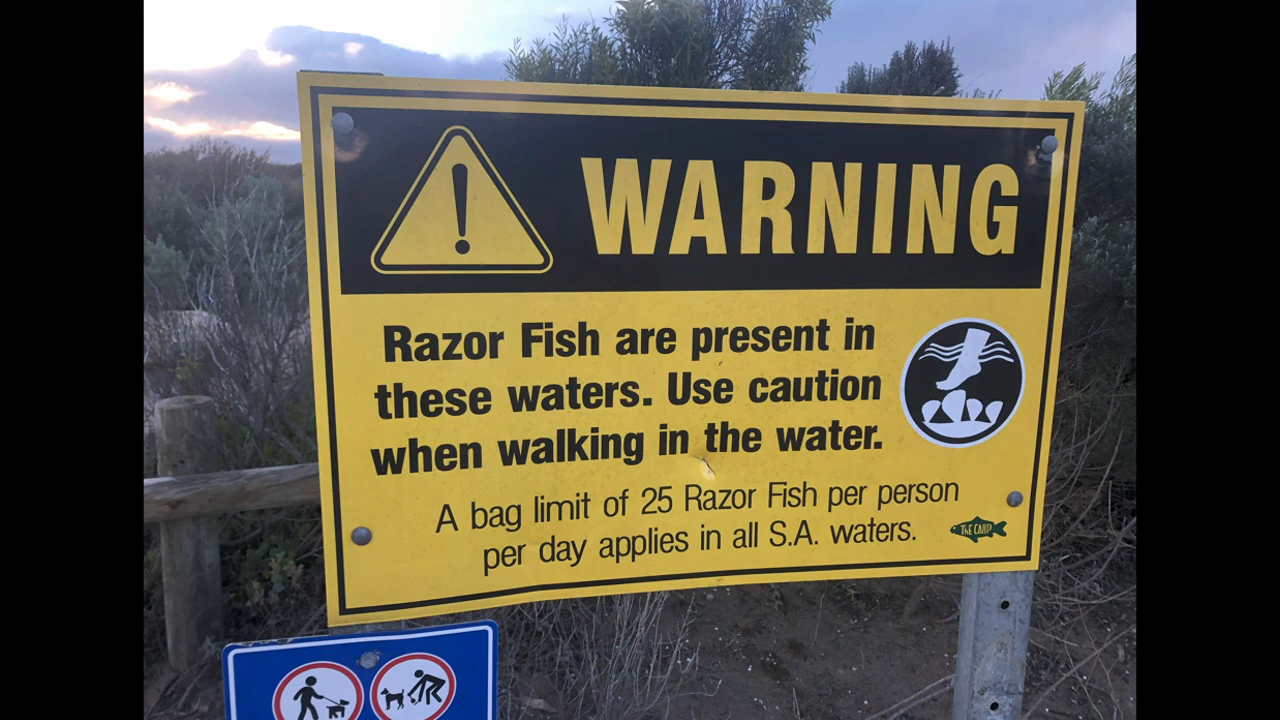 WARNING
Razor Fish are present in
these waters. Use caution
when walking in the water.
A bag limit of 25 Razor Fish per person
per day applies in all S.A. waters.
THE CARP